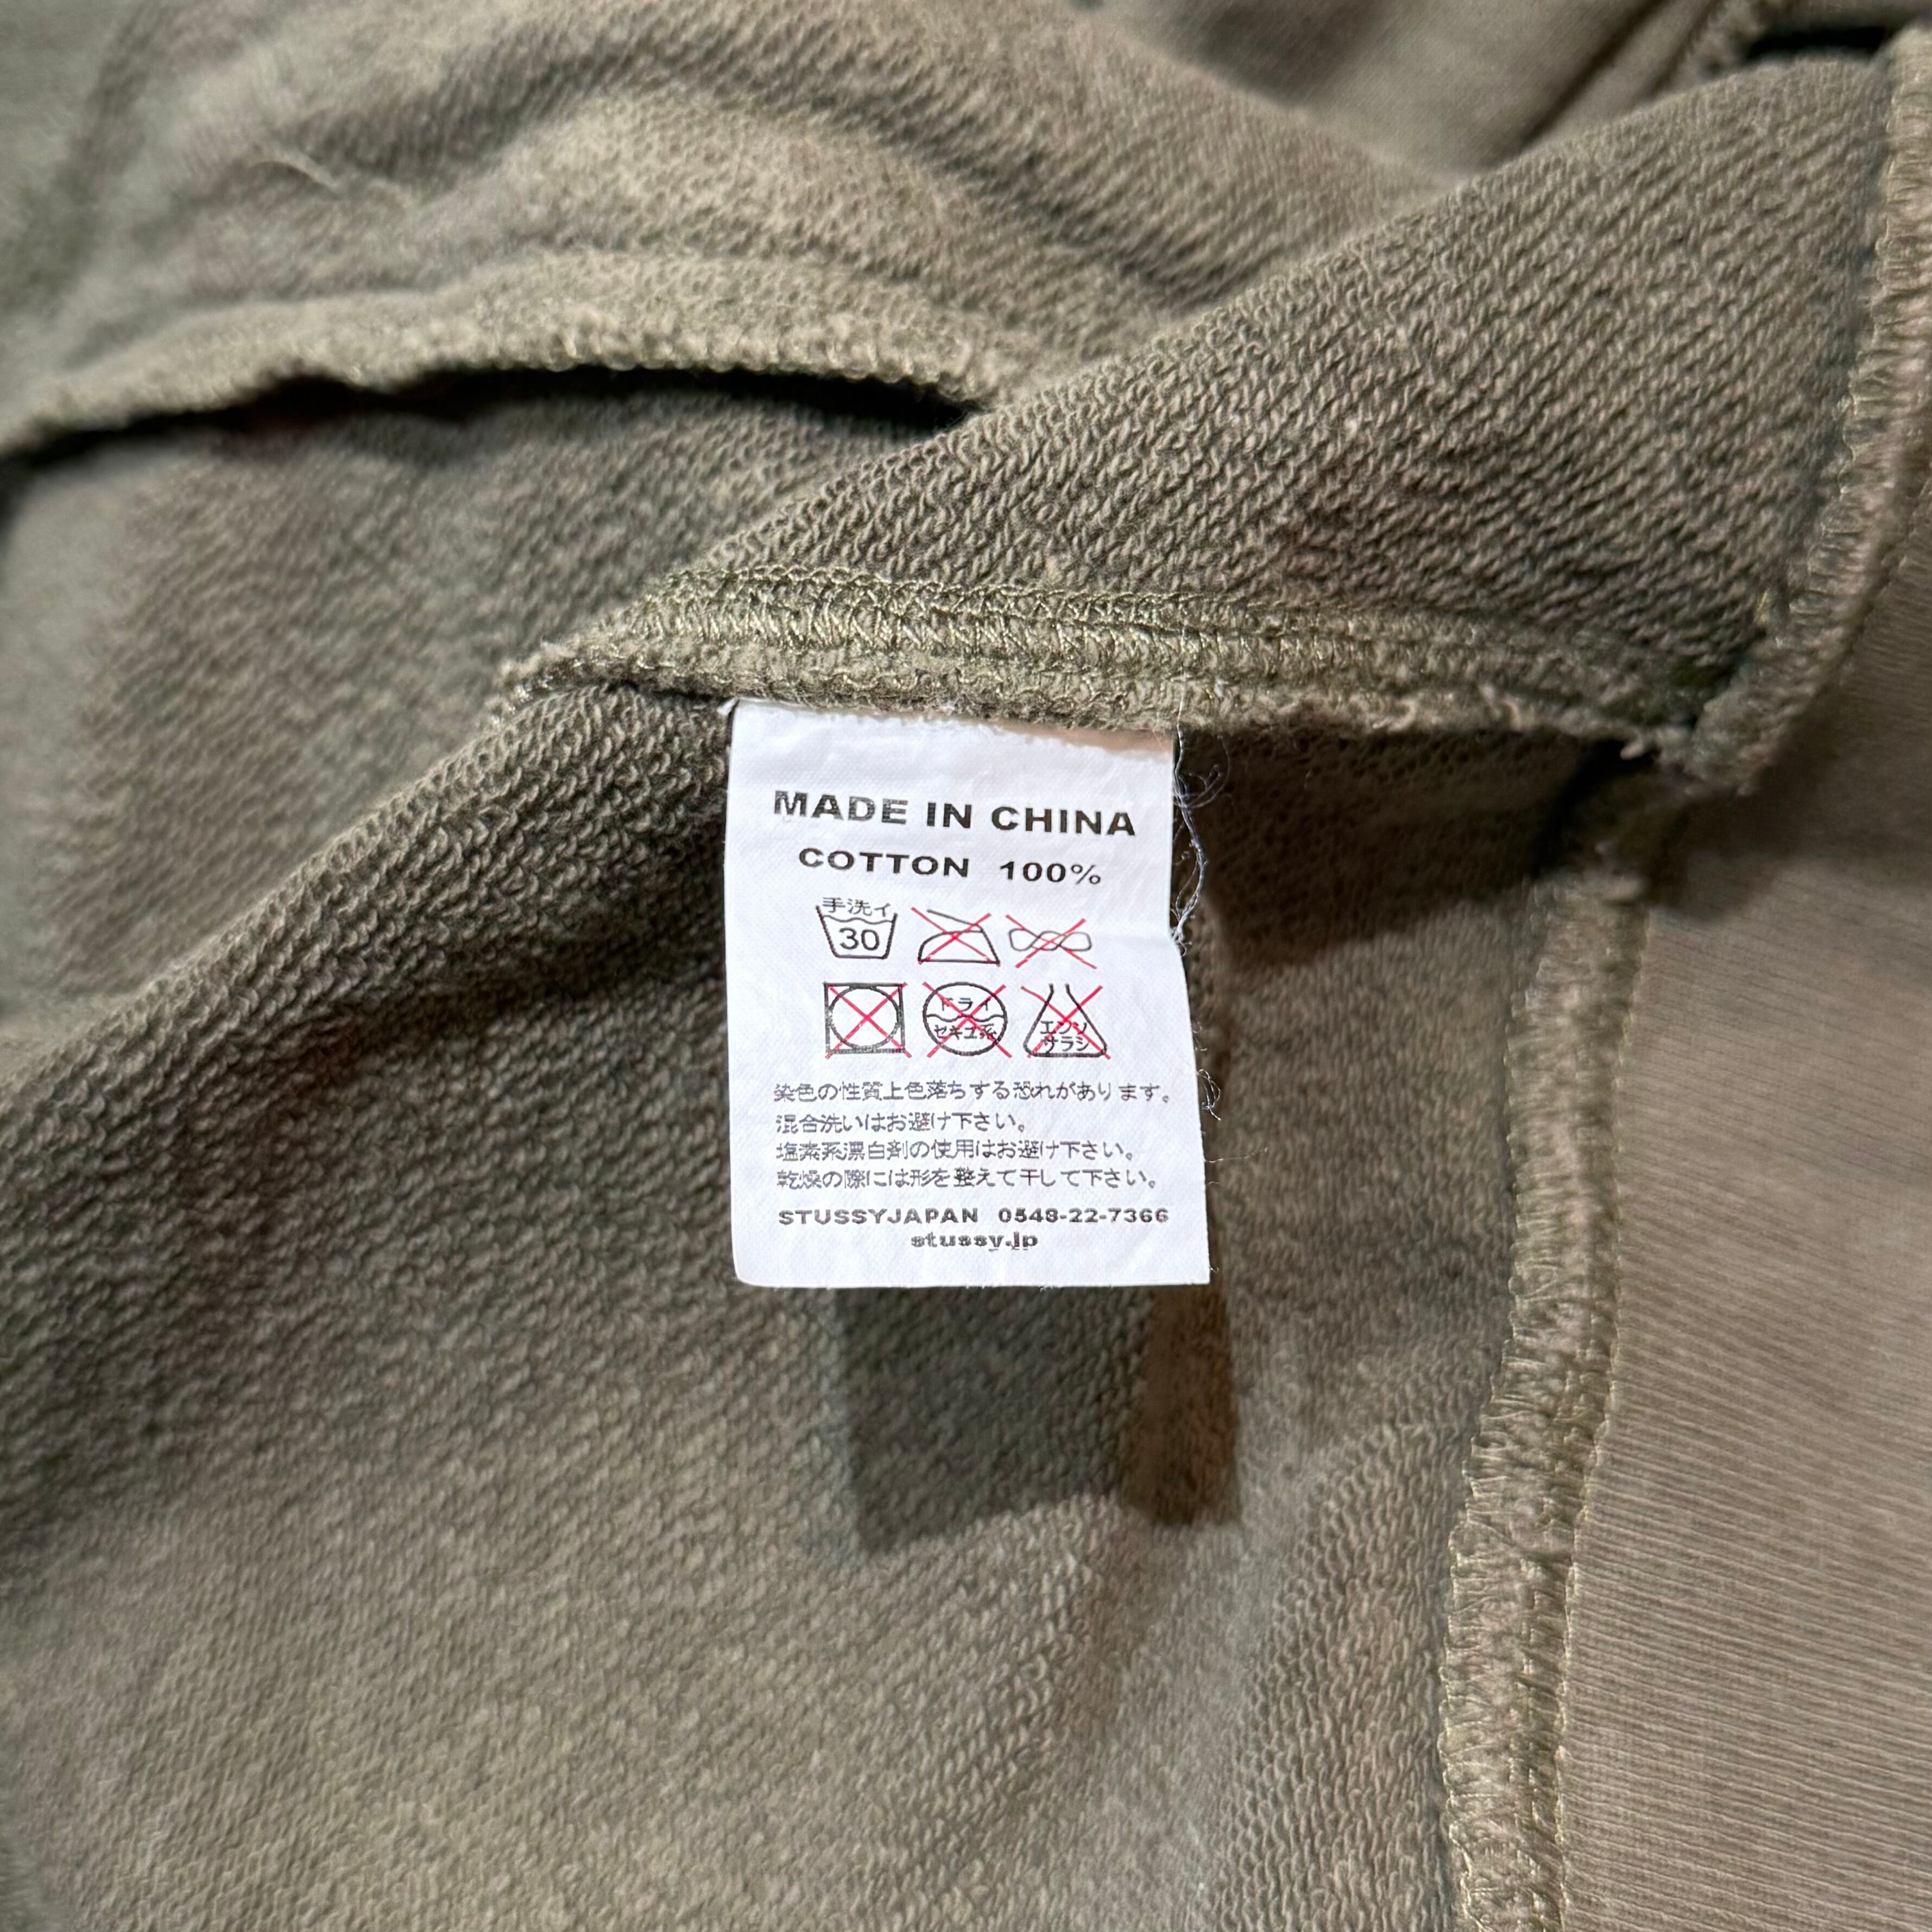 MADE IN CHINA
COTTON 100%
手洗イ
30
ドライ
セキユ系
エンソ
サラシ
染色の性質上色落ちする恐れがあります。
混合洗いはお避け下さい。
塩素系漂白剤の使用はお避け下さい。
乾燥の際には形を整えて干して下さい。
STUSSYJAPAN 0548-22-7366
stussy.jp